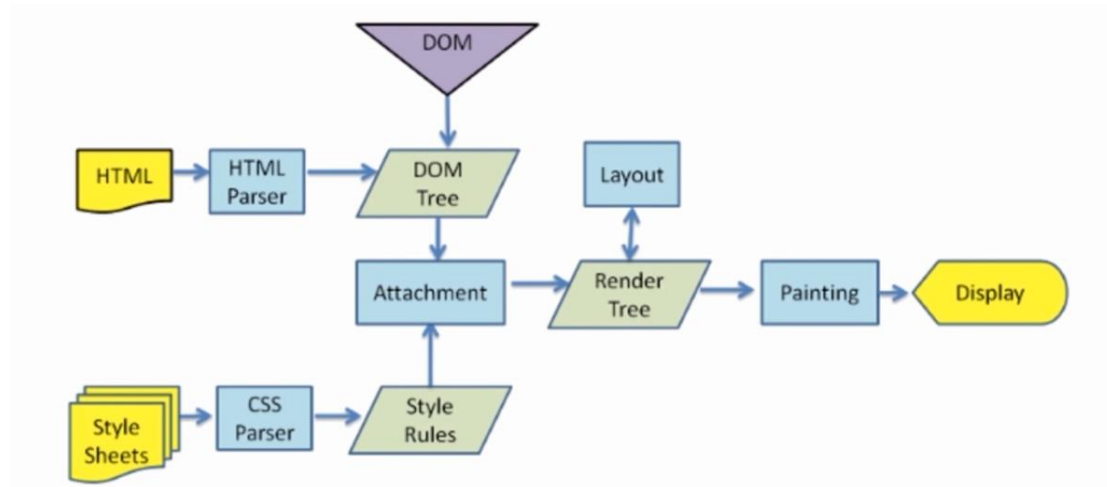 DOM
HTML
HTML
Parser
DOM
Tree
Layout
Attachment
Render
Tree
Painting
Display
Style
Sheets
CSS
Parser
Style
Rules